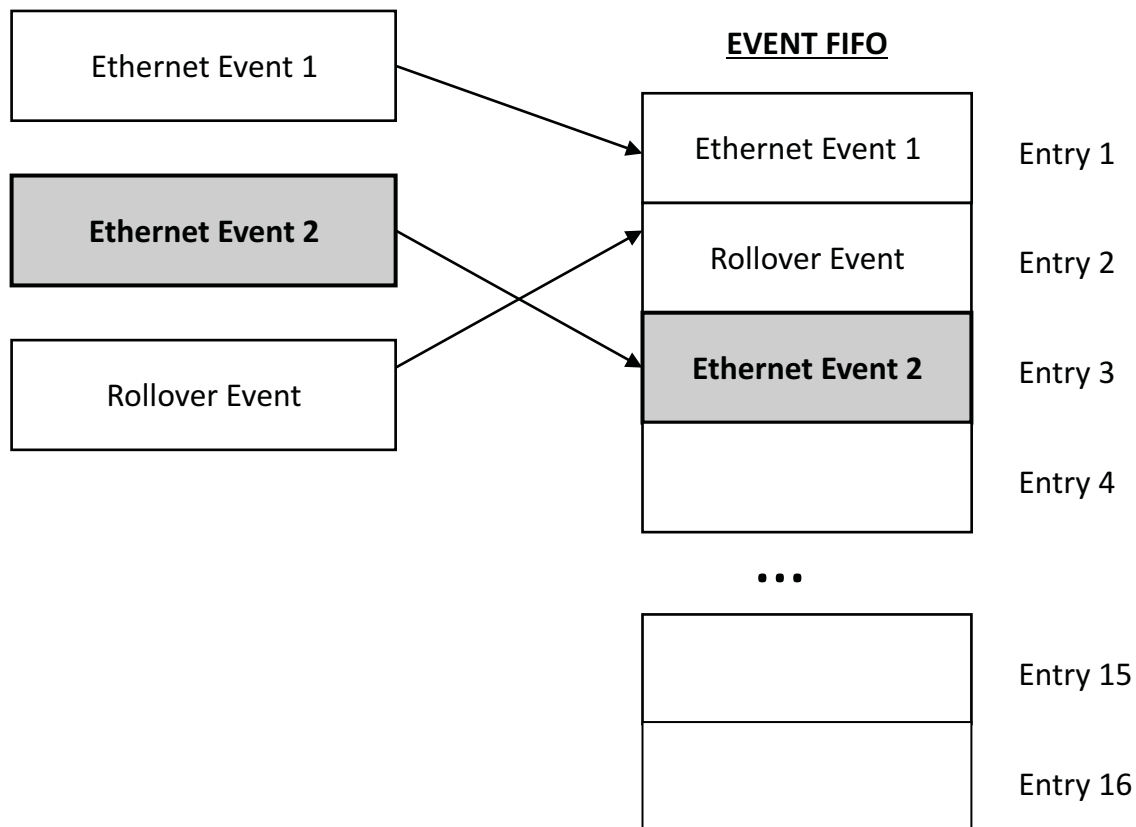 Ethernet Event 1
Ethernet Event 2
Rollover Event
EVENT FIFO
Ethernet Event 1
Entry 1
Rollover Event
Entry 2
Ethernet Event 2
Entry 3
Entry 4
...
Entry 15
Entry 16